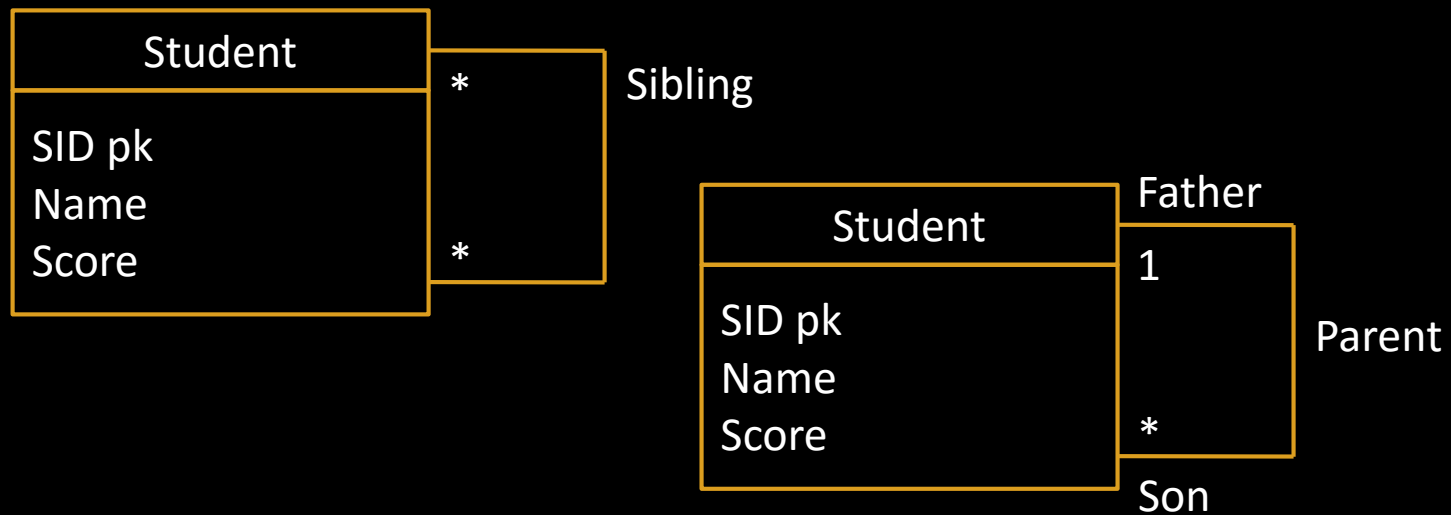 Student
*
Sibling
SID pk
Name
Score
*
Father
Student
1
SID pk
Name
Score
Parent
*
Son